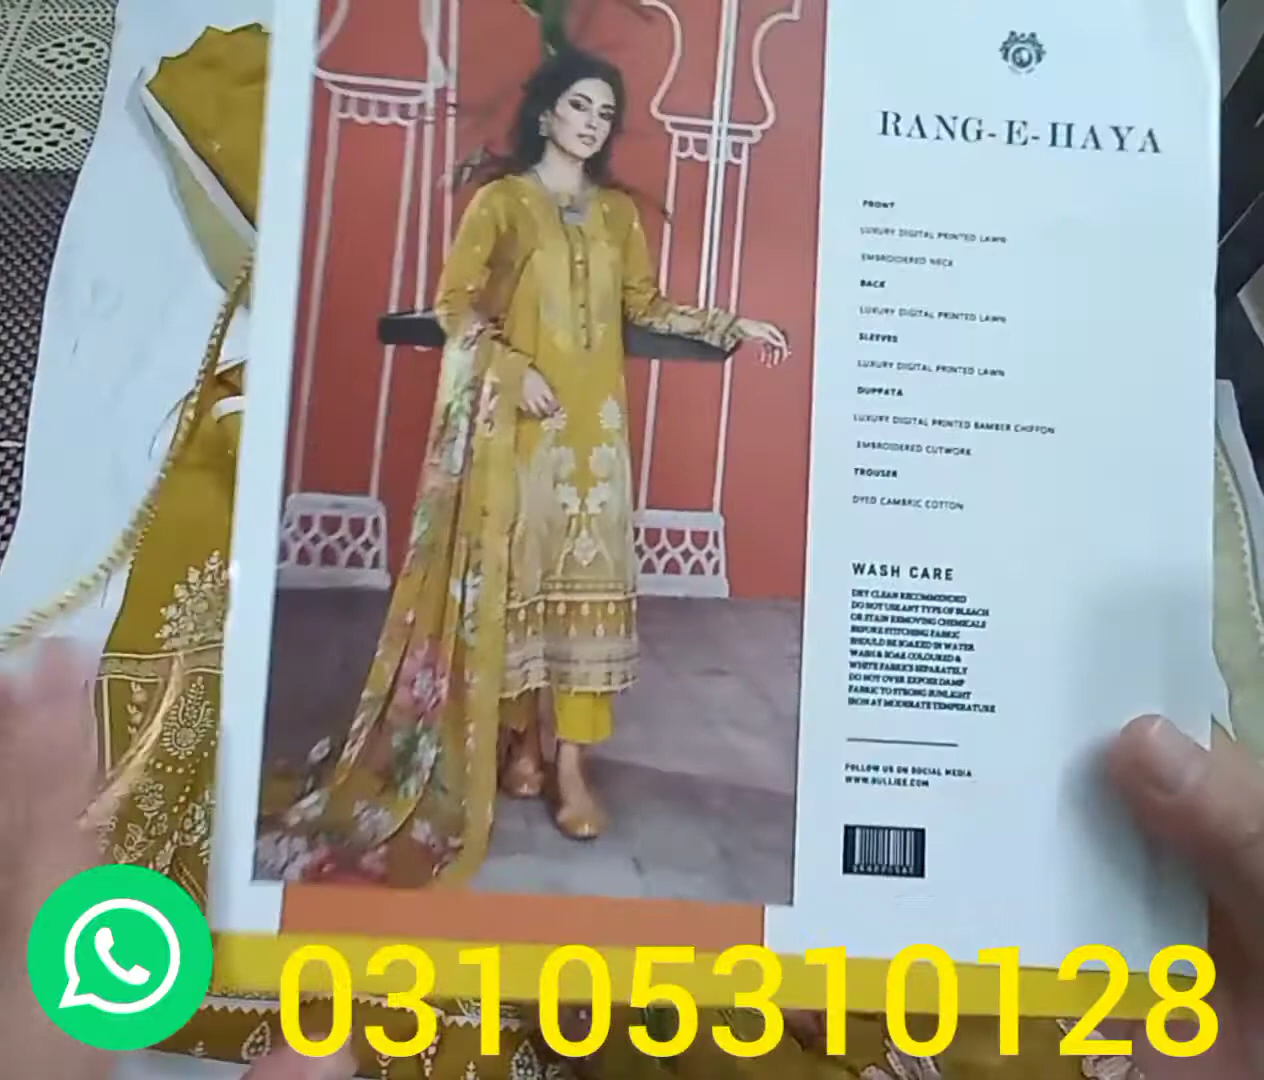 RANG-E-HAYA
FRONT
LUXURY DIGITAL PRINTED LAWN
EMBROIDERED NECK
BACK
LUXURY DIGITAL PRINTED LAWN
SLEEVES
LUXURY DIGITAL PRINTED LAWN
DUPPATA
LUXURY DIGITAL PRINTED BAMBER CHIFFON
EMBROIDERED CUTWORK
TROUSER
DYED CAMBRIC COTTON
WASH CARE
DRY CLEAN RECOMMENDED
DO NOT USE ANY TYPE OF BLEACH
OR STAIN REMOVING CHEMICALS
BEFORE STITCHING FABRIC
SHOULD BE SOAKED IN WATER
WASH & SOAK COLOURED &
WHITE FABRICS SEPARATELY
DO NOT OVER EXPOSE DAMP
FABRIC TO STRONG SUNLIGHT
IRON AT MODERATE TEMPERATURE
FOLLOW US ON SOCIAL MEDIA
03105310128